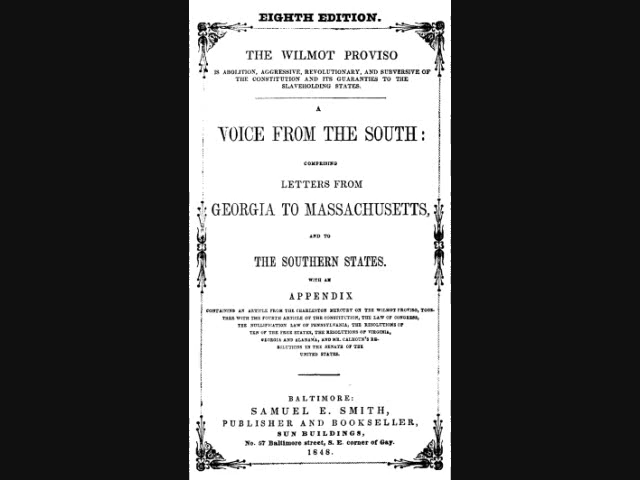 EIGHTH EDITION.
THE WILMOT PROVISO
IS ABOLITION, AGGRESSIVE, REVOLUTIONARY, AND SUBVERSIVE OF
THE CONSTITUTION AND ITS GUARANTIES TO THE
SLAVEHOLDING STATES.
A
VOICE FROM THE SOUTH:
COMPRISING
LETTERS FROM
GEORGIA TO MASSACHUSETTS,
AND TO
THE SOUTHERN STATES.
WITH AN
APPENDIX
CONTAINING AN ARTICLE FROM THE CHARLESTON MERCURY ON THE WILMOT PROVISO, TOGE-
THER WITH THE FOURTH ARTICLE OF THE CONSTITUTION, THE LAW OF CONGRESS,
THE NULLIFICATION LAW OF PENNSYLVANIA, THE RESOLUTIONS OF
TEN OF THE FREE STATES, THE RESOLUTIONS OF VIRGINIA,
GEORGIA AND ALABAMA, AND MR. CALHOUN'S RE-
SOLUTIONS IN THE SENATE OF THE
UNITED STATES.
BALTIMORE:
SAMUEL E. SMITH,
PUBLISHER AND BOOKSELLER,
SUN BUILDINGS,
No. 57 Baltimore street, S. E. corner of Gay.
1848.